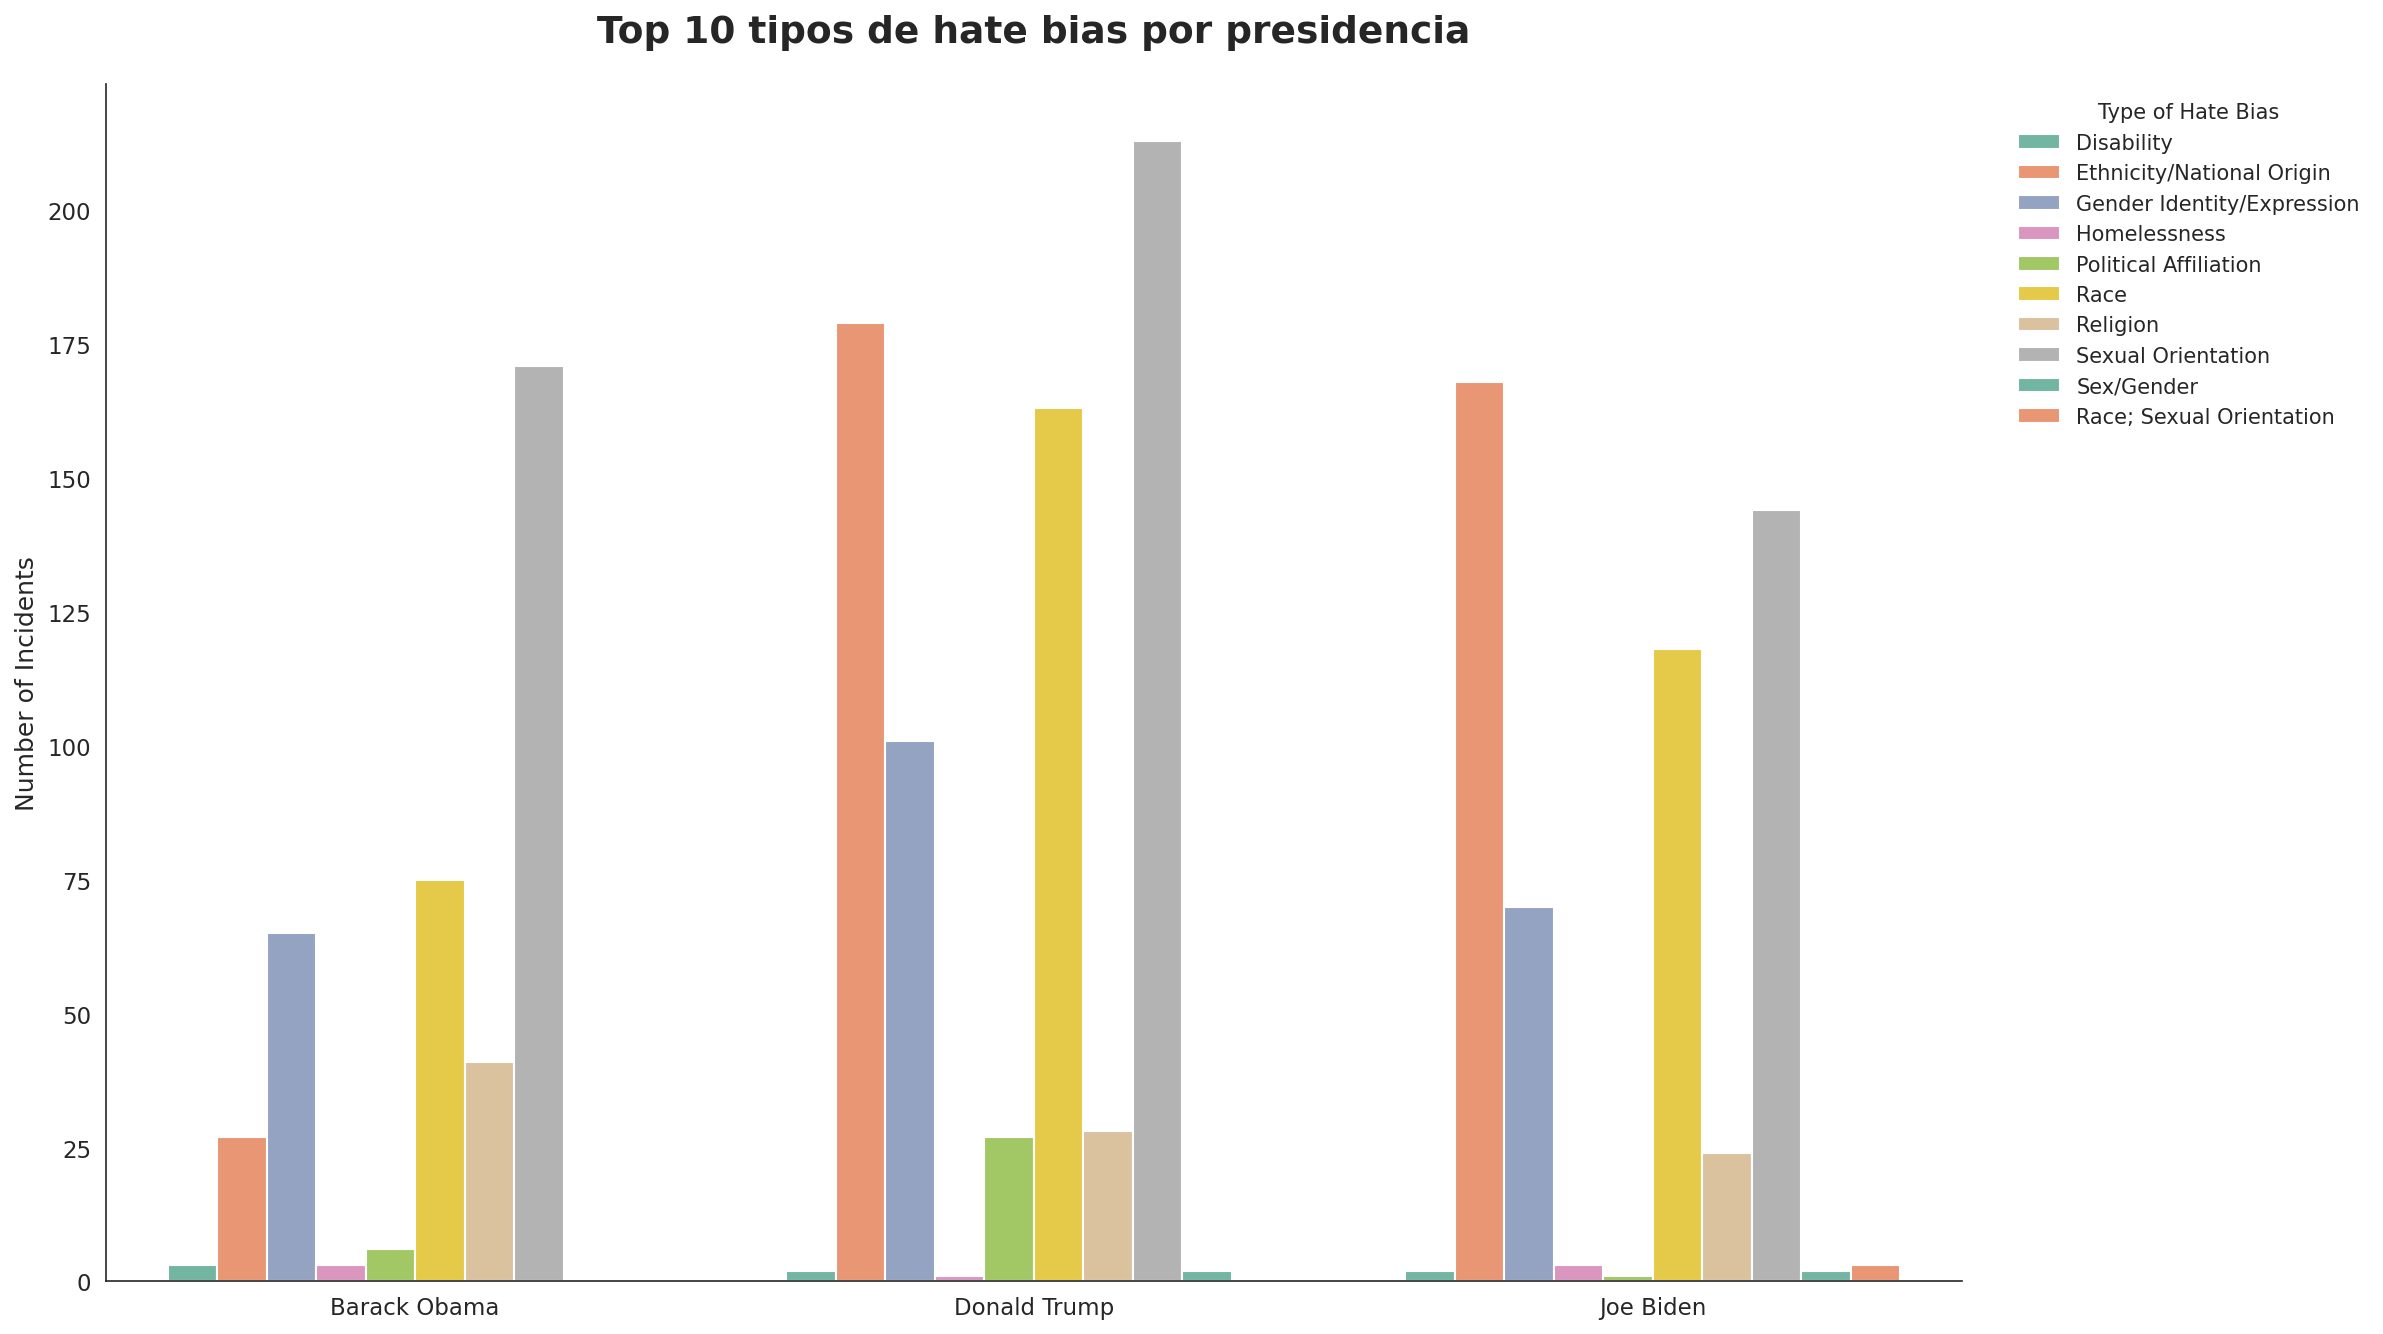 Top 10 tipos de hate bias por presidencia
Type of Hate Bias
Disability
Ethnicity/National Origin
Gender Identity/Expression
Homelessness
Political Affiliation
Race
Religion
Sexual Orientation
Sex/Gender
Race; Sexual Orientation
Number of Incidents
200
175
150
125
100
75
50
25
0
Barack Obama
Donald Trump
Joe Biden